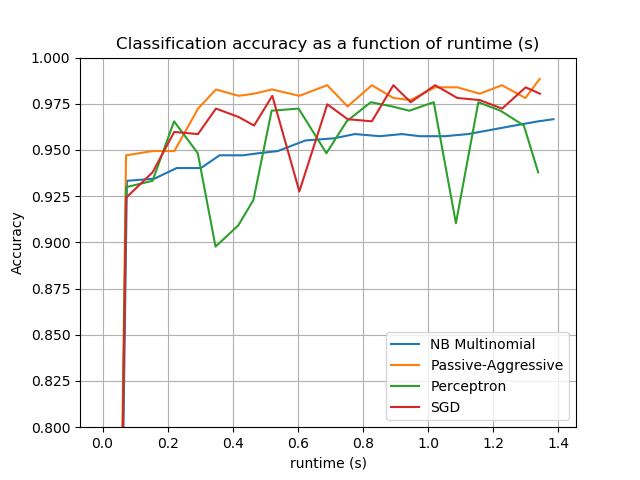 Classification accuracy as a function of runtime (s)
1.000
0.975
0.950
0.925
0.900
0.875
0.850
0.825
0.800
Accuracy
NB Multinomial
Passive-Aggressive
Perceptron
SGD
0.0 0.2 0.4 0.6 0.8 1.0 1.2 1.4
runtime (s)